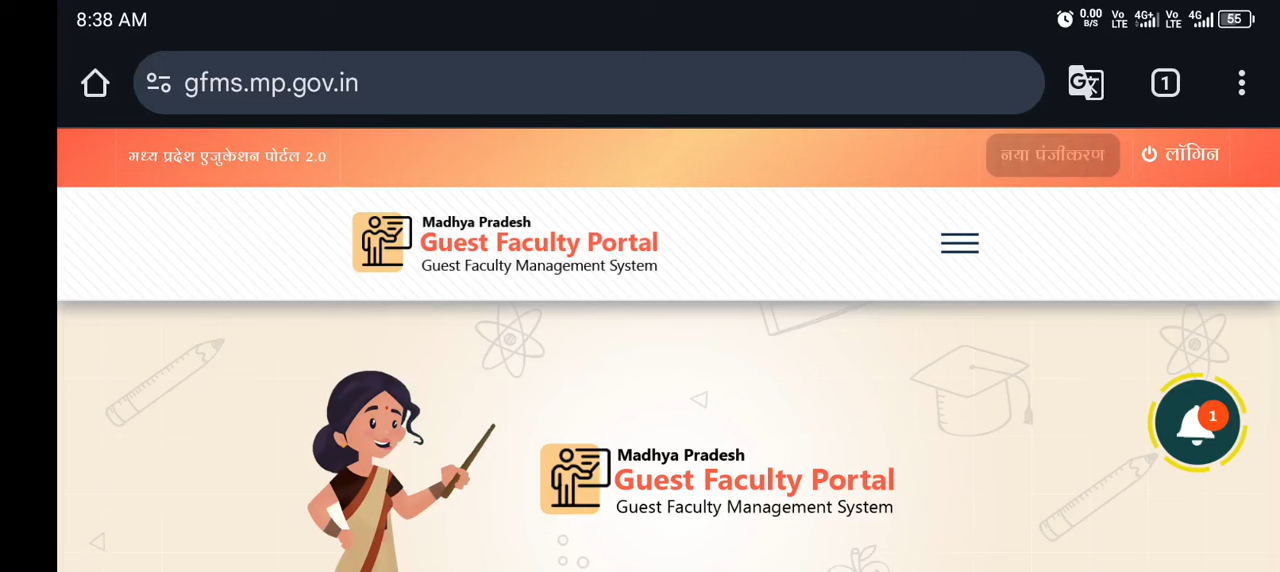 8:38 AM
0.00 B/S Vo LTE 4G+ Vo LTE 4G 55
gfms.mp.gov.in
1
मध्य प्रदेश एजुकेशन पोर्टल 2.0
नया पंजीकरण
लॉगिन
Madhya Pradesh
Guest Faculty Portal
Guest Faculty Management System
1
Madhya Pradesh
Guest Faculty Portal
Guest Faculty Management System